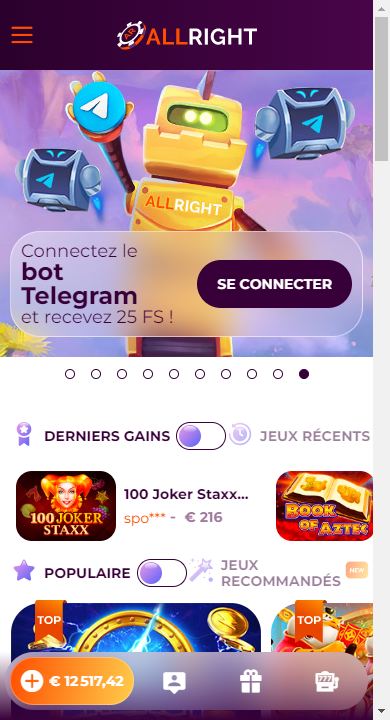 ALLRIGHT
ALLRIGHT
Connectez le
bot
Telegram
et recevez 25 FS !
SE CONNECTER
DERNIERS GAINS
JEUX RÉCENTS
100 JOKER
STAXX
100 Joker Staxx...
spo*** - € 216
BOOK
OF AZTEC
POPULAIRE
JEUX
RECOMMANDÉS
NEW
TOP
TOP
€ 12 517,42
777